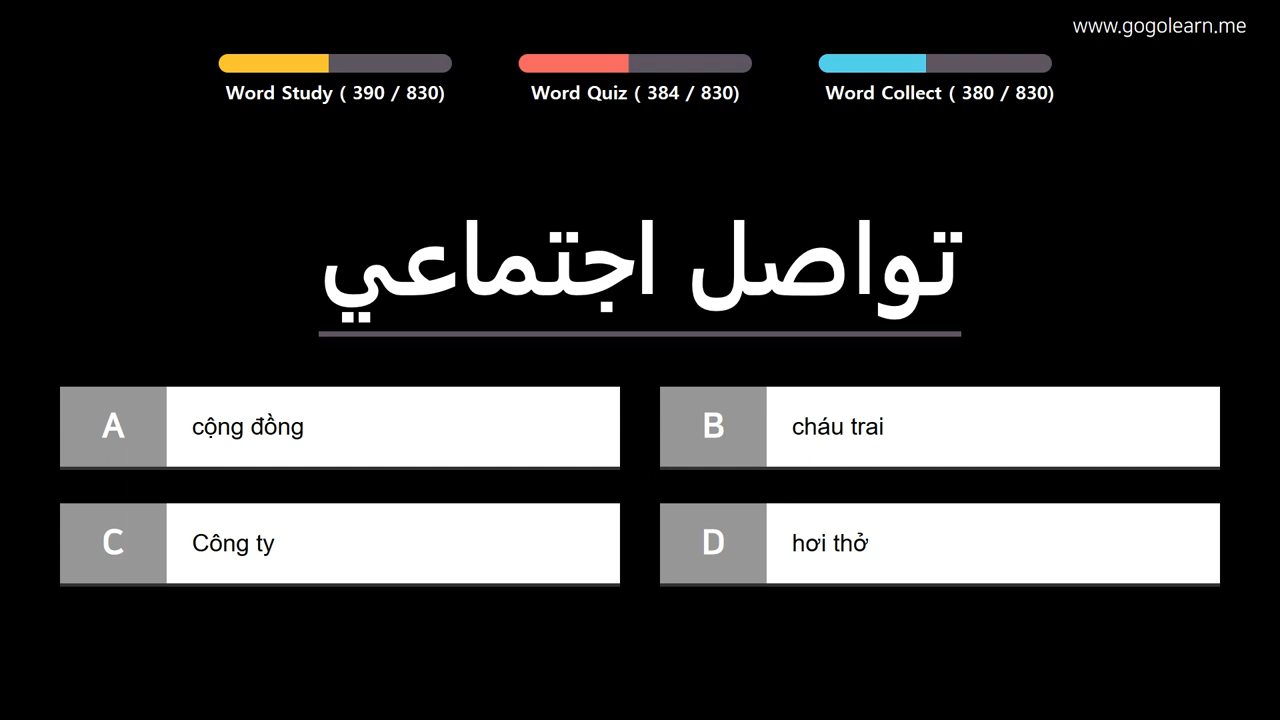 www.gogolearn.me
Word Study ( 390 / 830)
Word Quiz ( 384 / 830)
Word Collect ( 380 / 830)
تواصل اجتماعي
A
cộng đồng
B
cháu trai
C
Công ty
D
hơi thở